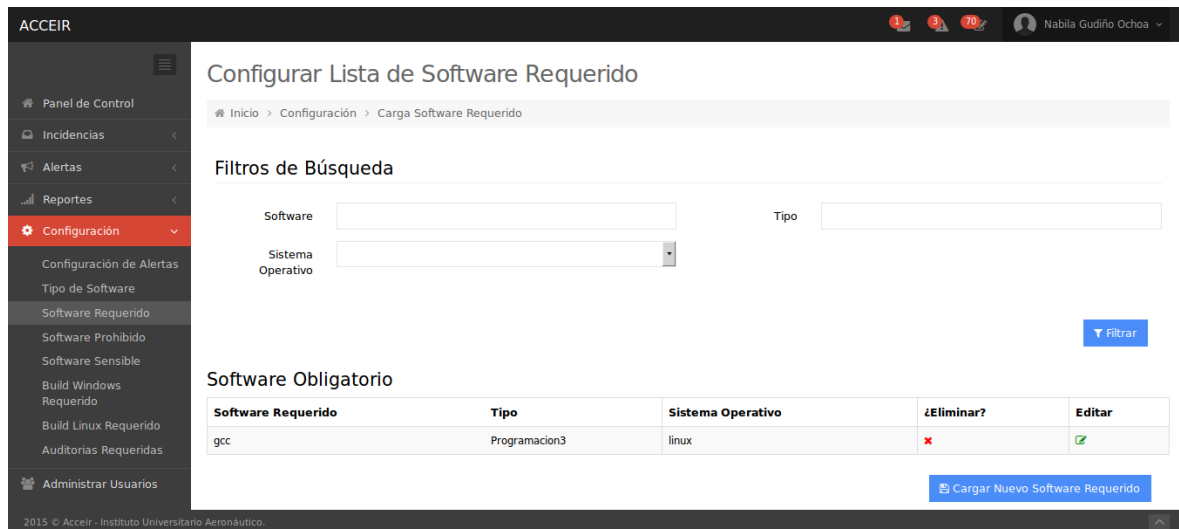 ACCEIR
1
3
70
Nabila Gudiño Ochoa
Panel de Control
Incidencias
Alertas
Reportes
Configuración
Configuración de Alertas
Tipo de Software
Software Requerido
Software Prohibido
Software Sensible
Build Windows
Requerido
Build Linux Requerido
Auditorias Requeridas
Administrar Usuarios
Configurar Lista de Software Requerido
Inicio > Configuración > Carga Software Requerido
Filtros de Búsqueda
Software
Tipo
Sistema
Operativo
Filtrar
Software Obligatorio
Software Requerido Tipo Sistema Operativo ¿Eliminar? Editar
gcc Programacion3 linux
Cargar Nuevo Software Requerido
2015 © Acceir - Instituto Universitario Aeronáutico.